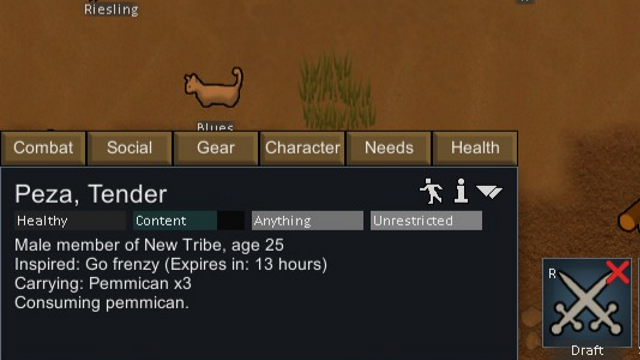 Riesling
Blues
Combat
Social
Gear
Character
Needs
Health
Peza, Tender
Healthy
Content
Anything
Unrestricted
Male member of New Tribe, age 25
Inspired: Go frenzy (Expires in: 13 hours)
Carrying: Pemmican x3
Consuming pemmican.
R
Draft